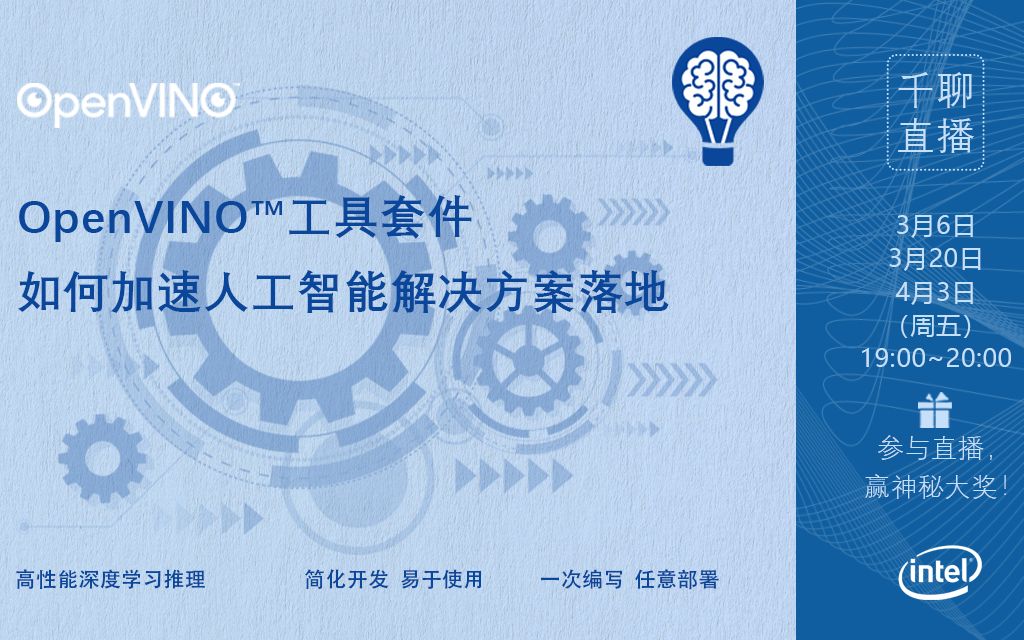 OpenVINO™
OpenVINO™工具套件
如何加速人工智能解决方案落地
高性能深度学习推理
简化开发 易于使用
一次编写 任意部署
千聊
直播
3月6日
3月20日
4月3日
（周五）
19:00~20:00
参与直播，
赢神秘大奖！
intel